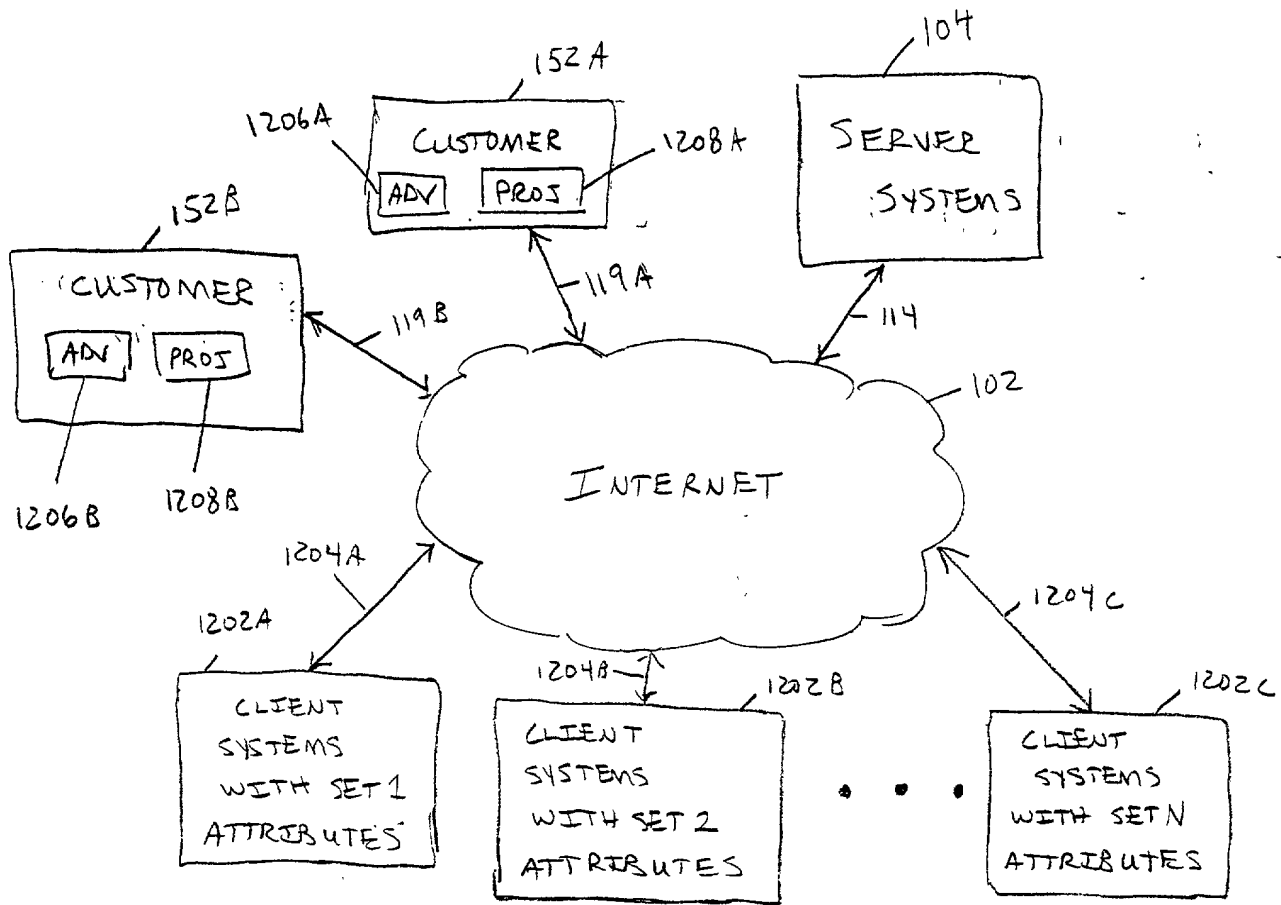 104
152A
1206A
CUSTOMER
1208A
ADV
PROJ
SERVER
SYSTEMS
152B
CUSTOMER
ADV
PROJ
119A
119B
114
102
INTERNET
1206B
1208B
1204A
1202A
1204B
1202B
1204C
1202C
CLIENT
SYSTEMS
WITH SET 1
ATTRIBUTES
CLIENT
SYSTEMS
WITH SET 2
ATTRIBUTES
CLIENT
SYSTEMS
WITH SET N
ATTRIBUTES